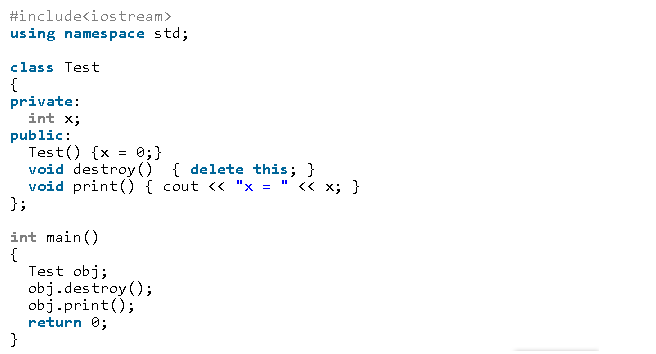 #include<iostream>
using namespace std;
class Test
{
private:
int x;
public:
Test() {x = 0;}
void destroy()  { delete this; }
void print() { cout << "x = " << x; }
};
int main()
{
Test obj;
obj.destroy();
obj.print();
return 0;
}